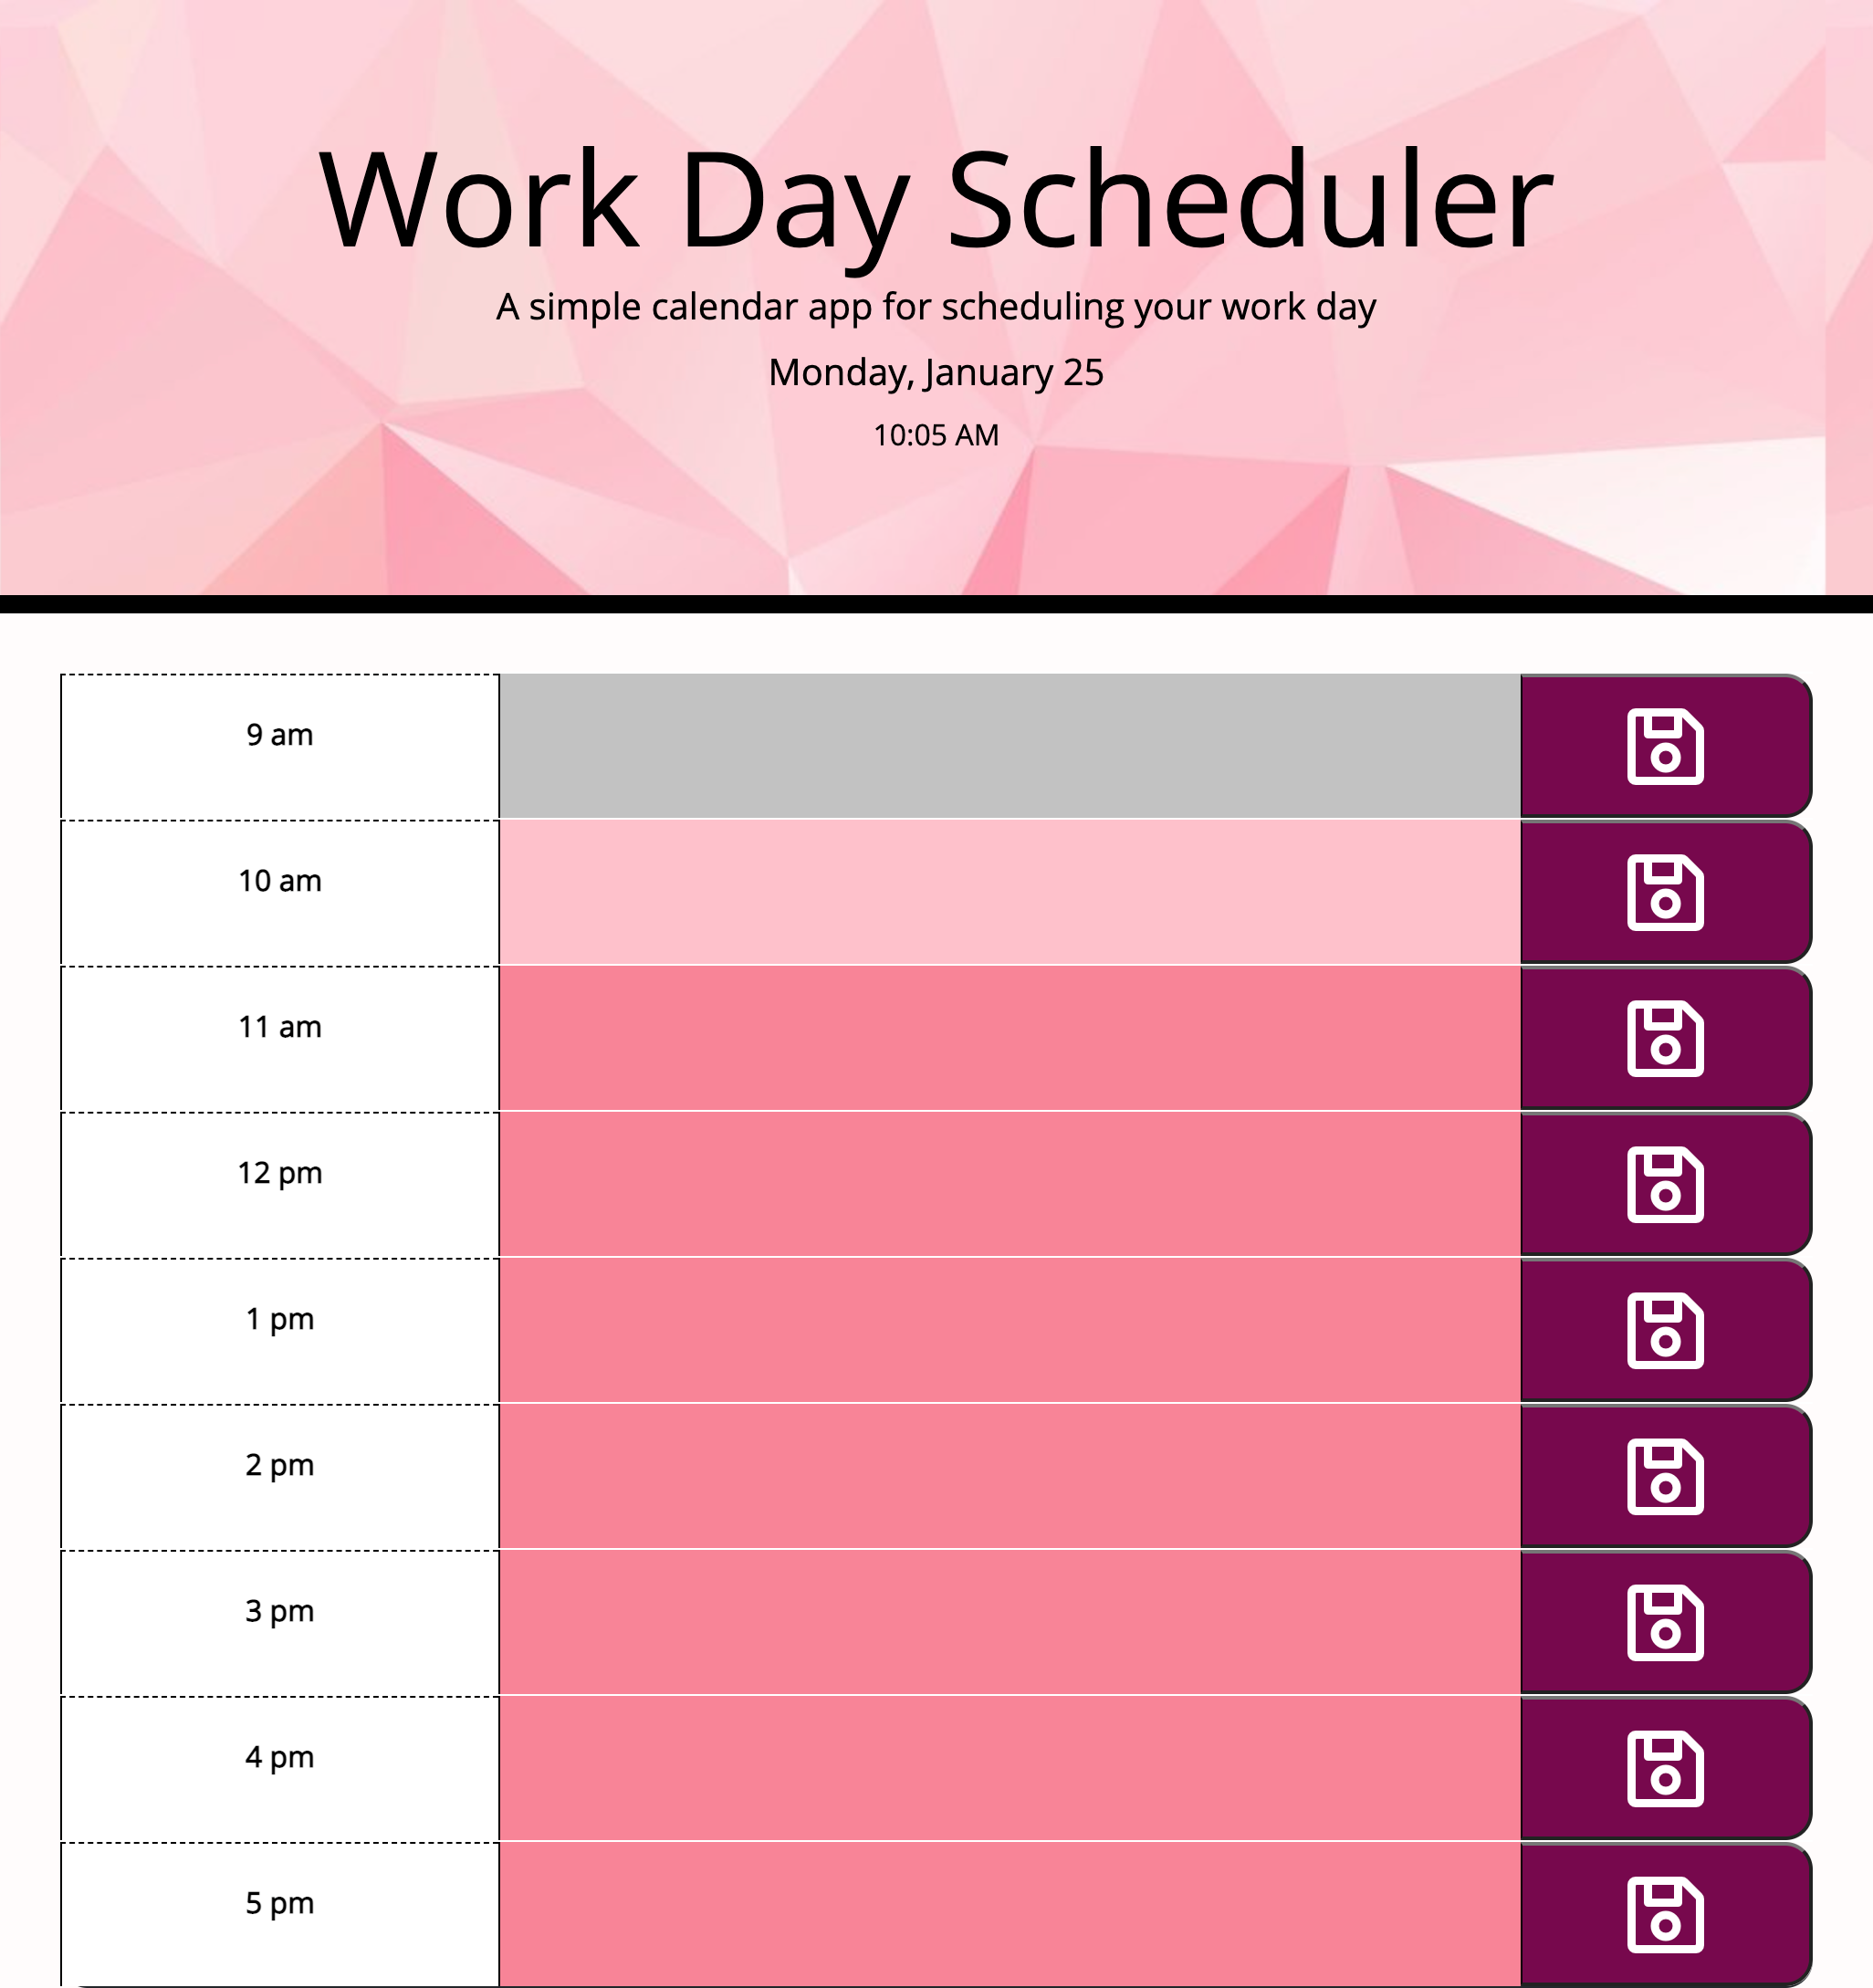 Work Day Scheduler
A simple calendar app for scheduling your work day
Monday, January 25
10:05 AM
9 am
10 am
11 am
12 pm
1 pm
2 pm
3 pm
4 pm
5 pm